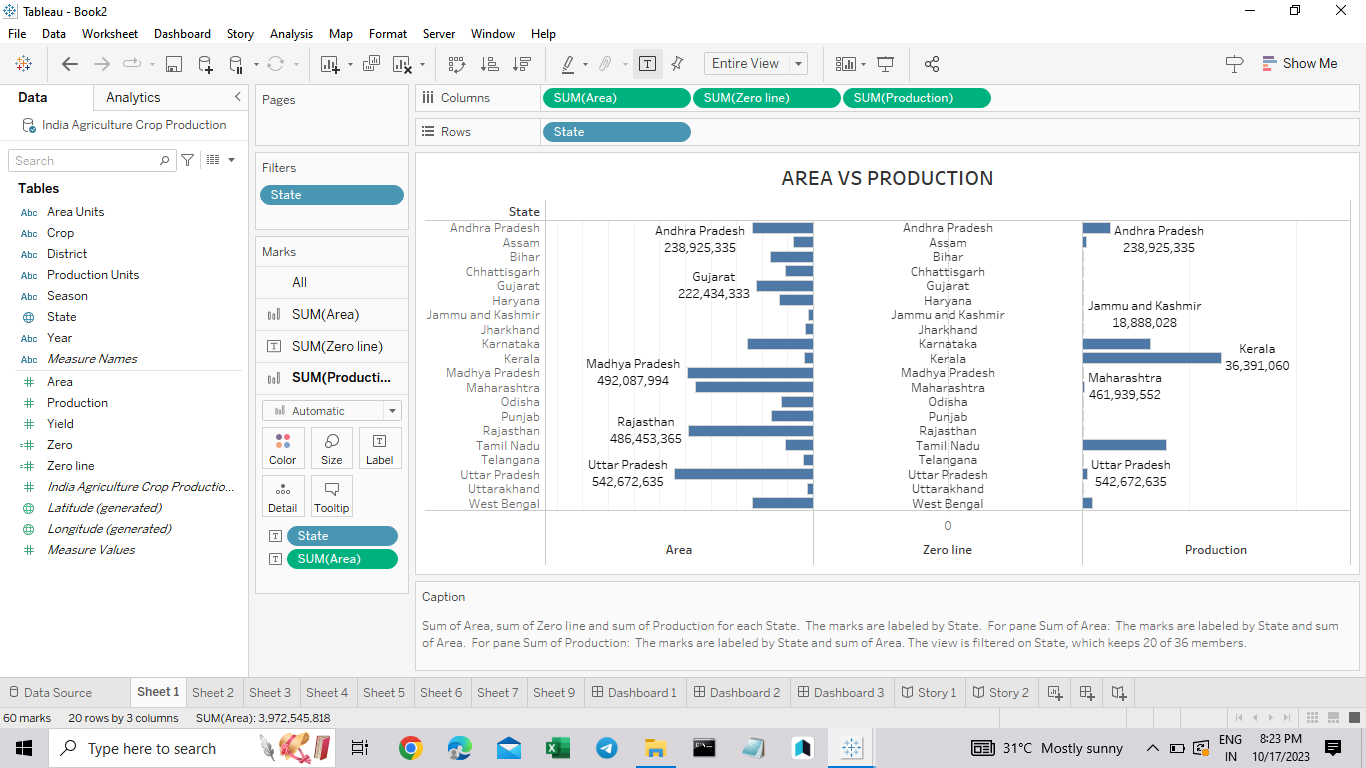 Tableau - Book2
File Data Worksheet Dashboard Story Analysis Map Format Server Window Help
Entire View
Show Me
Data Analytics
India Agriculture Crop Production
Search
Tables
Abc Area Units
Abc Crop
Abc District
Abc Production Units
Abc Season
State
Abc Year
Abc Measure Names
# Area
# Production
# Yield
=# Zero
=# Zero line
# India Agriculture Crop Productio...
Latitude (generated)
Longitude (generated)
# Measure Values
Pages
Filters
State
Marks
All
SUM(Area)
T SUM(Zero line)
SUM(Producti...
Automatic
Color Size T Label
Detail Tooltip
T State
T SUM(Area)
Columns SUM(Area) SUM(Zero line) SUM(Production)
Rows State
AREA VS PRODUCTION
State
Andhra Pradesh
Assam
Bihar
Chhattisgarh
Gujarat
Haryana
Jammu and Kashmir
Jharkhand
Karnataka
Kerala
Madhya Pradesh
Maharashtra
Odisha
Punjab
Rajasthan
Tamil Nadu
Telangana
Uttar Pradesh
Uttarakhand
West Bengal
Andhra Pradesh
238,925,335
Gujarat
222,434,333
Madhya Pradesh
492,087,994
Rajasthan
486,453,365
Uttar Pradesh
542,672,635
Andhra Pradesh
Assam
Bihar
Chhattisgarh
Gujarat
Haryana
Jammu and Kashmir
Jharkhand
Karnataka
Kerala
Madhya Pradesh
Maharashtra
Odisha
Punjab
Rajasthan
Tamil Nadu
Telangana
Uttar Pradesh
Uttarakhand
West Bengal
Andhra Pradesh
238,925,335
Jammu and Kashmir
18,888,028
Kerala
36,391,060
Maharashtra
461,939,552
Uttar Pradesh
542,672,635
0
Area Zero line Production
Caption
Sum of Area, sum of Zero line and sum of Production for each State. The marks are labeled by State. For pane Sum of Area: The marks are labeled by State and sum
of Area. For pane Sum of Production: The marks are labeled by State and sum of Area. The view is filtered on State, which keeps 20 of 36 members.
Data Source Sheet 1 Sheet 2 Sheet 3 Sheet 4 Sheet 5 Sheet 6 Sheet 7 Sheet 9 Dashboard 1 Dashboard 2 Dashboard 3 Story 1 Story 2
60 marks 20 rows by 3 columns SUM(Area): 3,972,545,818
Type here to search
31°C Mostly sunny
ENG
IN
8:23 PM
10/17/2023